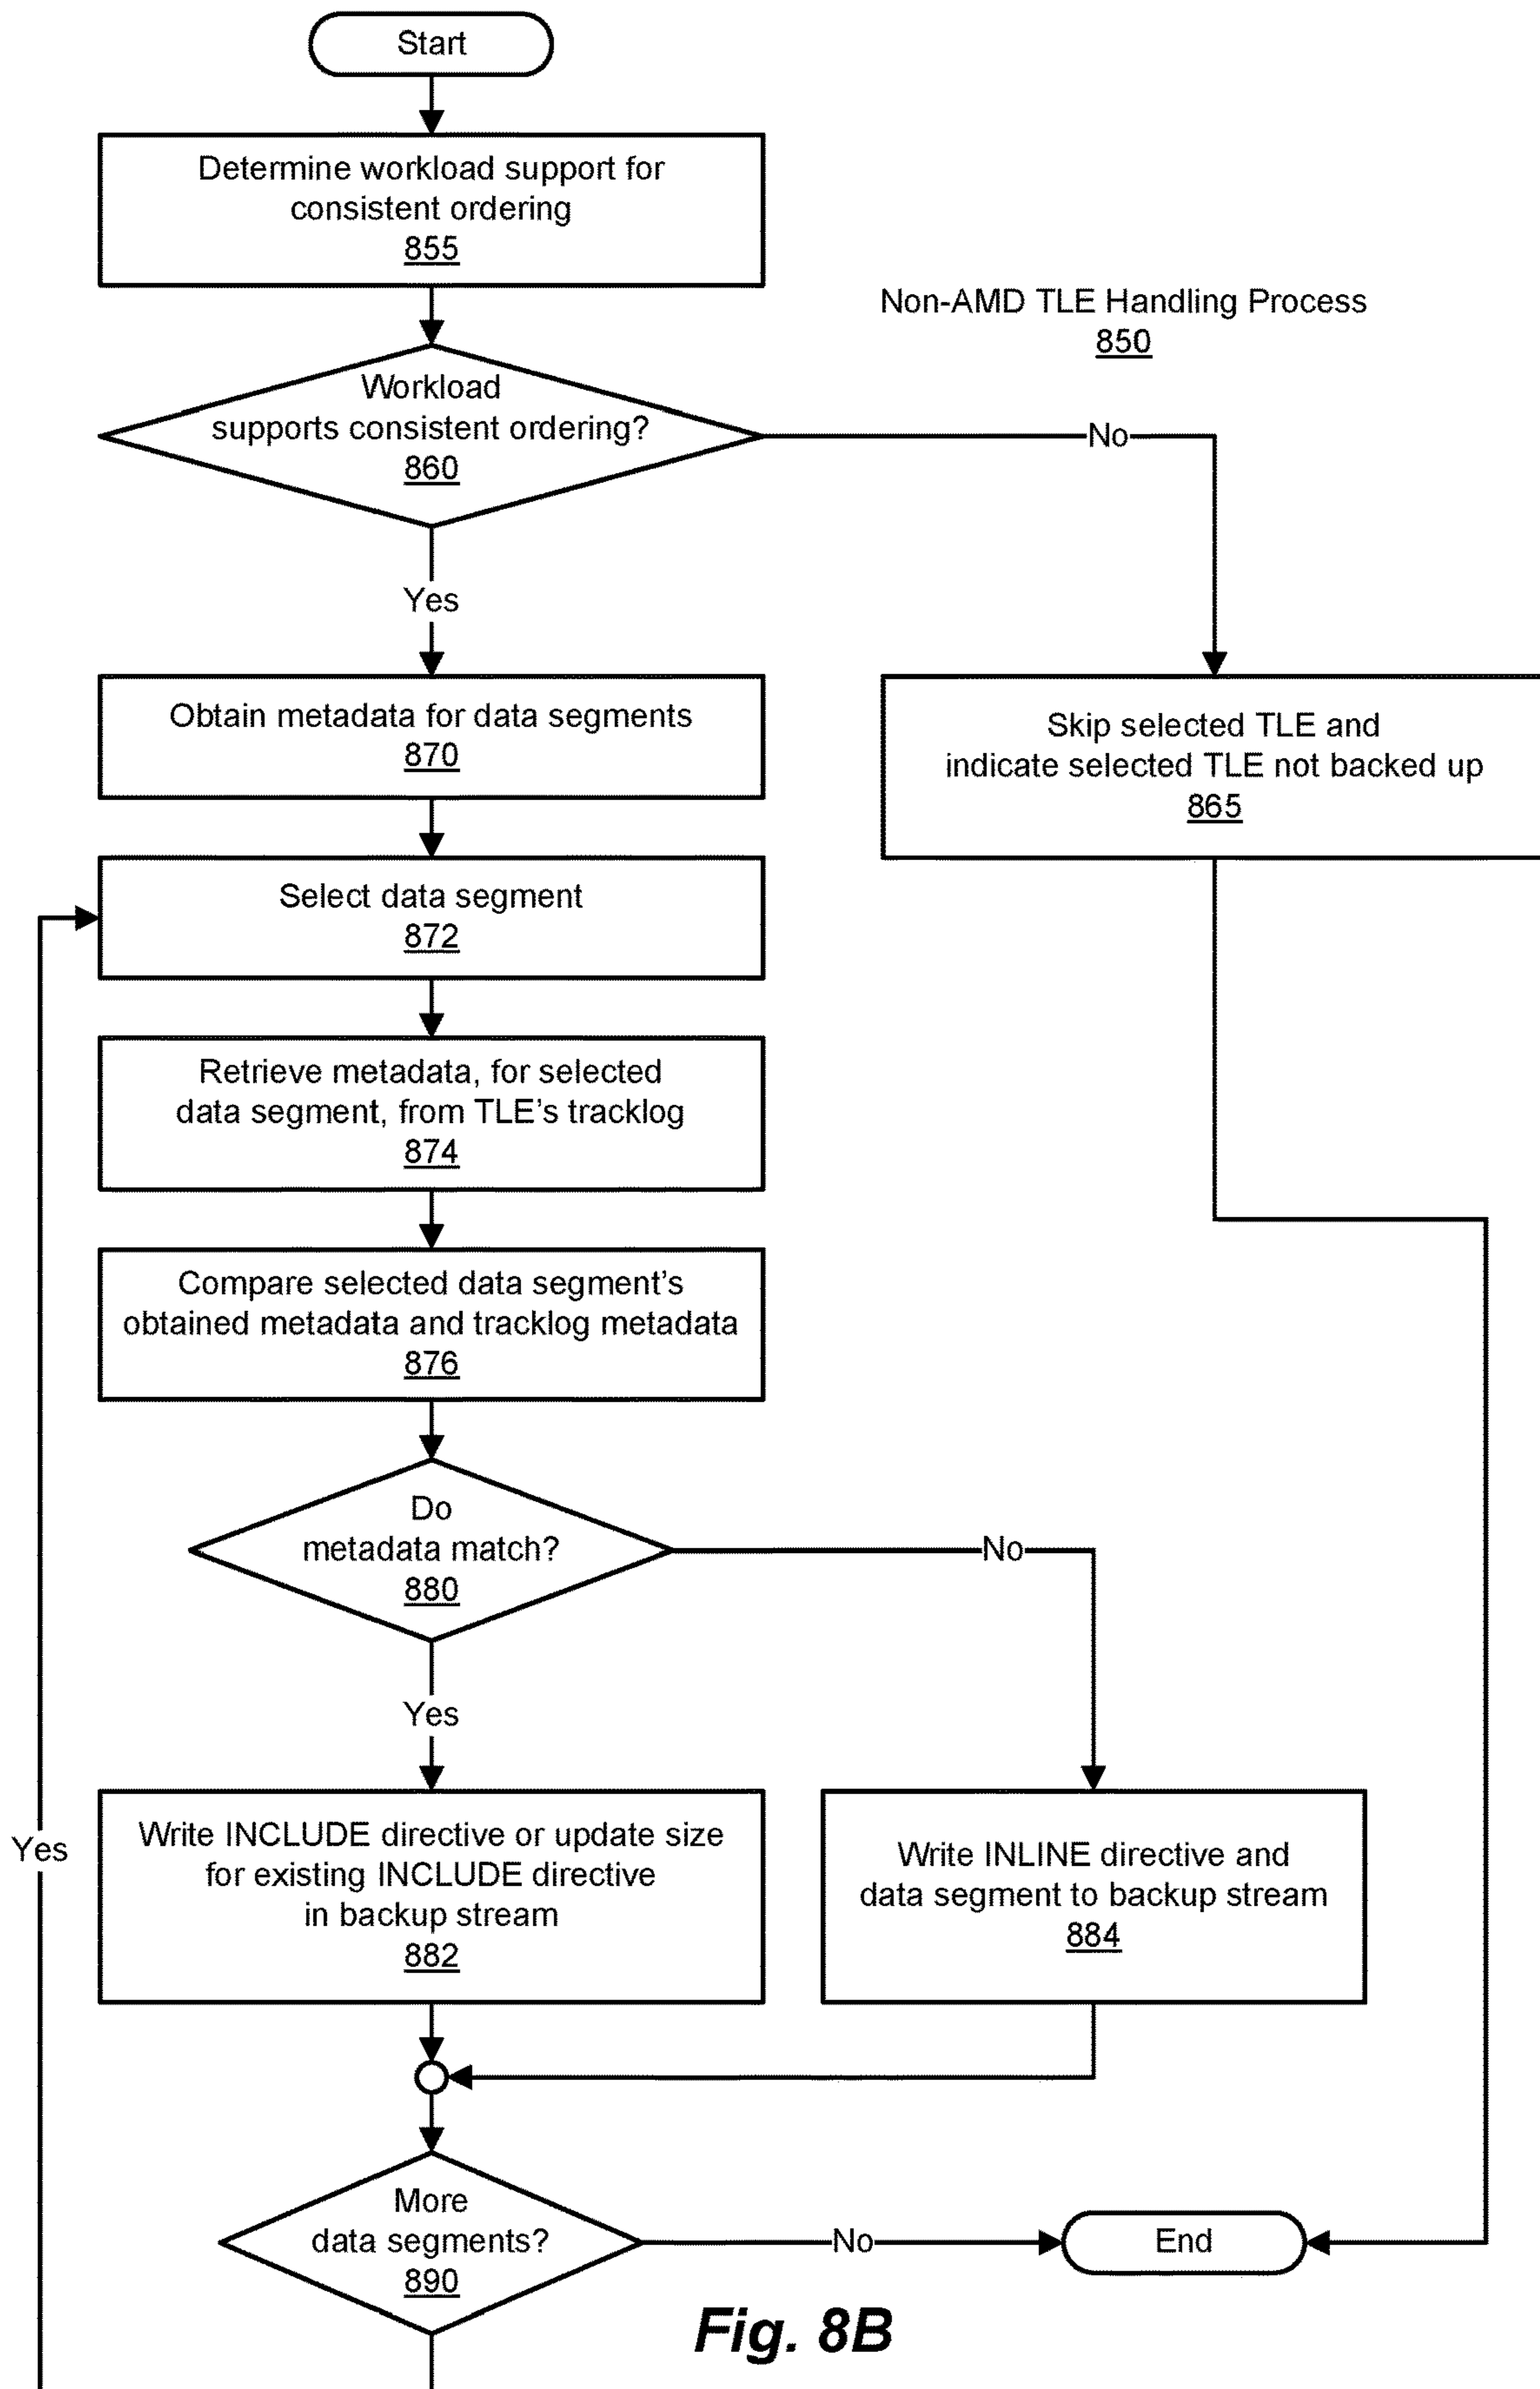 Start
Determine workload support for
consistent ordering
855
Non-AMD TLE Handling Process
850
Workload
supports consistent ordering?
860
No
Yes
Obtain metadata for data segments
870
Skip selected TLE and
indicate selected TLE not backed up
865
Select data segment
872
Retrieve metadata, for selected
data segment, from TLE's tracklog
874
Compare selected data segment's
obtained metadata and tracklog metadata
876
Do
metadata match?
880
No
Yes
Write INCLUDE directive or update size
for existing INCLUDE directive
in backup stream
882
Write INLINE directive and
data segment to backup stream
884
Yes
More
data segments?
890
No
End
Fig. 8B